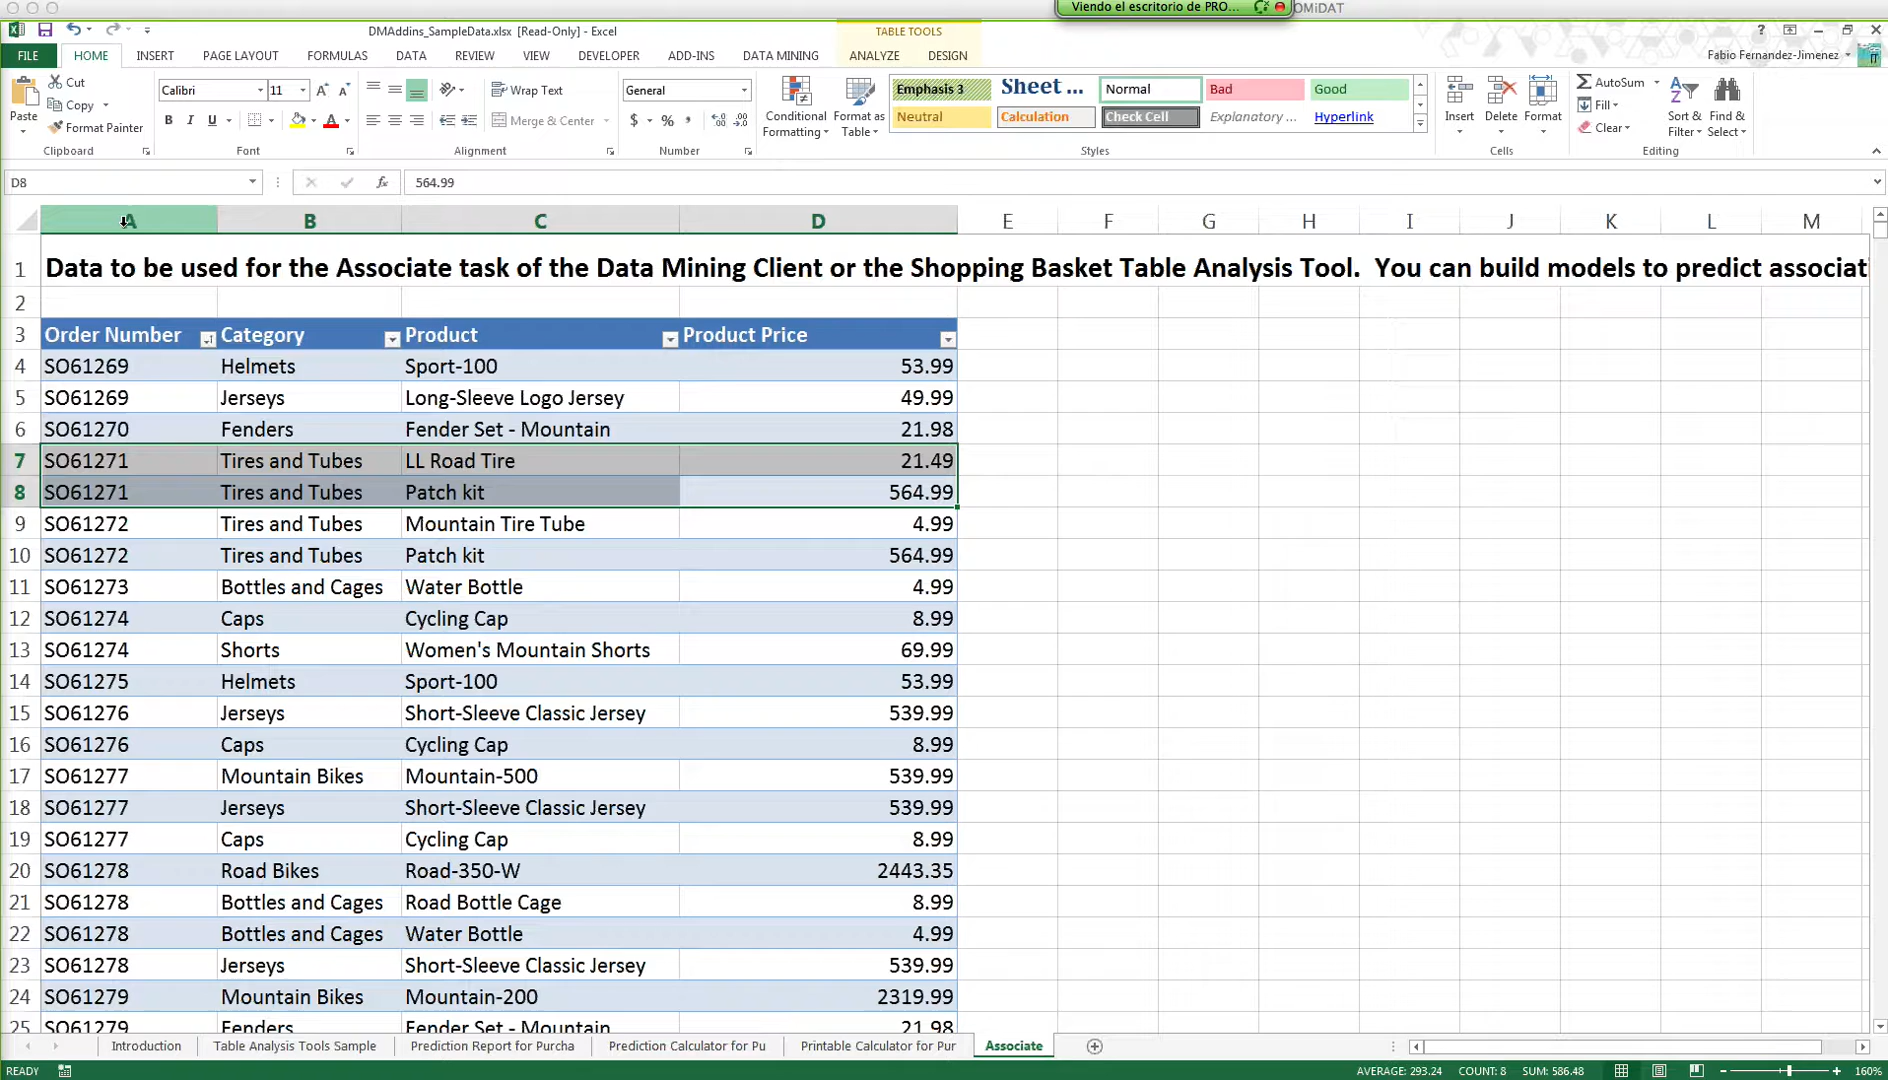 Viendo el escritorio de PRO...
OMiDAT
DMAddins_SampleData.xlsx [Read-Only] - Excel
TABLE TOOLS
FILE HOME INSERT PAGE LAYOUT FORMULAS DATA REVIEW VIEW DEVELOPER ADD-INS DATA MINING ANALYZE DESIGN
Fabio Fernandez-Jimenez
Cut
Copy
Format Painter
Paste
Clipboard
Calibri 11
B I U
Font
Wrap Text
Merge & Center
Alignment
General
$ % ,
Number
Conditional Formatting
Format as Table
Emphasis 3 Sheet ... Normal Bad Good
Neutral Calculation Check Cell Explanatory ... Hyperlink
Styles
Insert Delete Format
Cells
AutoSum
Fill
Clear
Sort & Filter
Find & Select
Editing
D8 fx 564.99
A B C D E F G H I J K L M
1 Data to be used for the Associate task of the Data Mining Client or the Shopping Basket Table Analysis Tool. You can build models to predict associati
2
3 Order Number Category Product Product Price
4 SO61269 Helmets Sport-100 53.99
5 SO61269 Jerseys Long-Sleeve Logo Jersey 49.99
6 SO61270 Fenders Fender Set - Mountain 21.98
7 SO61271 Tires and Tubes LL Road Tire 21.49
8 SO61271 Tires and Tubes Patch kit 564.99
9 SO61272 Tires and Tubes Mountain Tire Tube 4.99
10 SO61272 Tires and Tubes Patch kit 564.99
11 SO61273 Bottles and Cages Water Bottle 4.99
12 SO61274 Caps Cycling Cap 8.99
13 SO61274 Shorts Women's Mountain Shorts 69.99
14 SO61275 Helmets Sport-100 53.99
15 SO61276 Jerseys Short-Sleeve Classic Jersey 539.99
16 SO61276 Caps Cycling Cap 8.99
17 SO61277 Mountain Bikes Mountain-500 539.99
18 SO61277 Jerseys Short-Sleeve Classic Jersey 539.99
19 SO61277 Caps Cycling Cap 8.99
20 SO61278 Road Bikes Road-350-W 2443.35
21 SO61278 Bottles and Cages Road Bottle Cage 8.99
22 SO61278 Bottles and Cages Water Bottle 4.99
23 SO61278 Jerseys Short-Sleeve Classic Jersey 539.99
24 SO61279 Mountain Bikes Mountain-200 2319.99
25 SO61279 Fenders Fender Set - Mountain 21.98
Introduction Table Analysis Tools Sample Prediction Report for Purcha Prediction Calculator for Pu Printable Calculator for Pur Associate
READY AVERAGE: 293.24 COUNT: 8 SUM: 586.48 160%